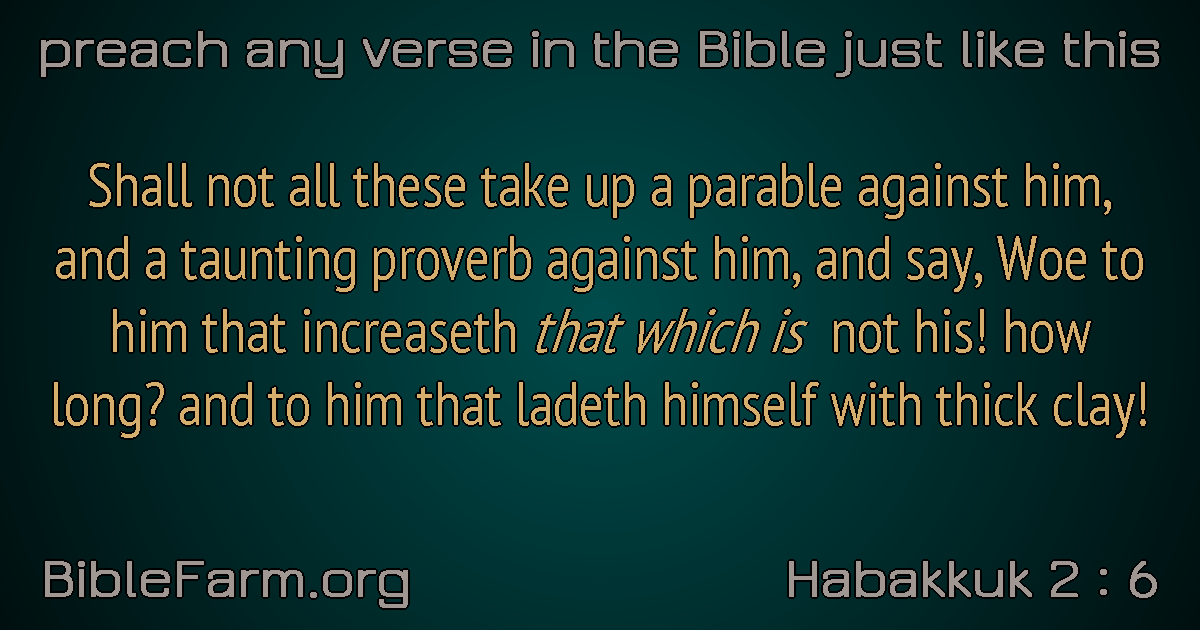 preach any verse in the Bible just like this
Shall not all these take up a parable against him,
and a taunting proverb against him, and say, Woe to
him that increaseth that which is not his! how
long? and to him that ladeth himself with thick clay!
BibleFarm.org
Habakkuk 2 : 6